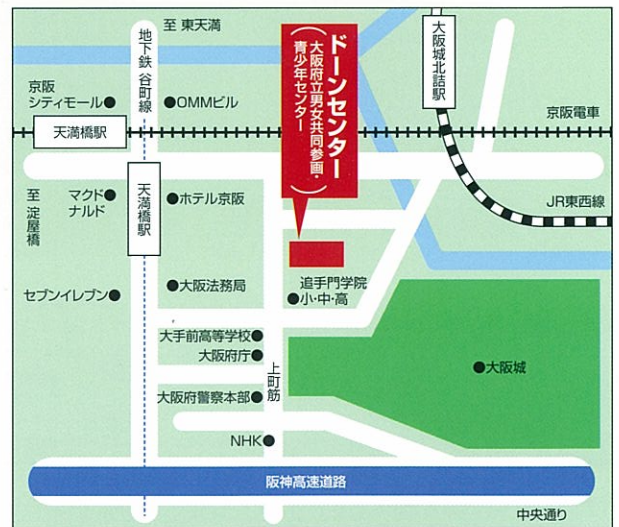 至 東天満
地下鉄 谷町線
京阪
シティモール
OMMビル
ドーンセンター
(大阪府立男女共同参画・
青少年センター)
大阪城北詰駅
京阪電車
天満橋駅
至 淀屋橋
マクド
ナルド
天満橋駅
ホテル京阪
JR東西線
セブンイレブン
大阪法務局
追手門学院
小・中・高
大手前高等学校
大阪府庁
上町筋
大阪城
大阪府警察本部
NHK
阪神高速道路
中央通り